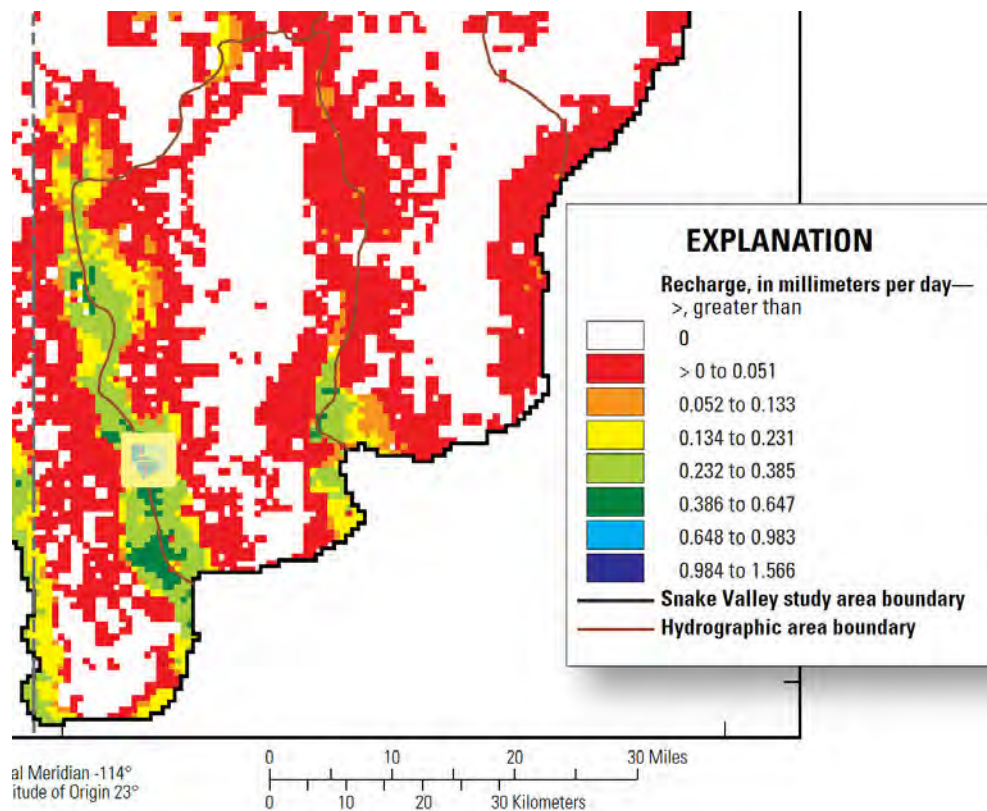 EXPLANATION
Recharge, in millimeters per day—
>, greater than
0
> 0 to 0.051
0.052 to 0.133
0.134 to 0.231
0.232 to 0.385
0.386 to 0.647
0.648 to 0.983
0.984 to 1.566
Snake Valley study area boundary
Hydrographic area boundary
al Meridian -114°
itude of Origin 23°
0 10 20 30 Miles
0 10 20 30 Kilometers